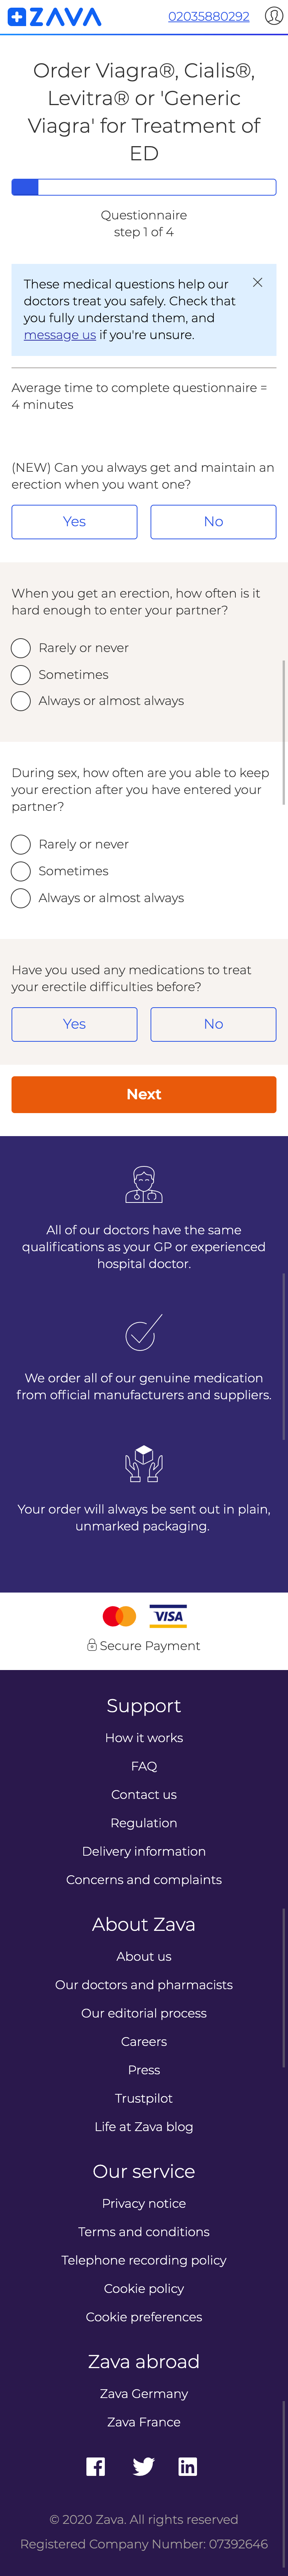 ZAVA
02035880292
Order Viagra®, Cialis®,
Levitra® or 'Generic
Viagra' for Treatment of
ED
Questionnaire
step 1 of 4
These medical questions help our
doctors treat you safely. Check that
you fully understand them, and
message us if you're unsure.
Average time to complete questionnaire =
4 minutes
(NEW) Can you always get and maintain an
erection when you want one?
Yes
No
When you get an erection, how often is it
hard enough to enter your partner?
Rarely or never
Sometimes
Always or almost always
During sex, how often are you able to keep
your erection after you have entered your
partner?
Rarely or never
Sometimes
Always or almost always
Have you used any medications to treat
your erectile difficulties before?
Yes
No
Next
All of our doctors have the same
qualifications as your GP or experienced
hospital doctor.
We order all of our genuine medication
from official manufacturers and suppliers.
Your order will always be sent out in plain,
unmarked packaging.
VISA
Secure Payment
Support
How it works
FAQ
Contact us
Regulation
Delivery information
Concerns and complaints
About Zava
About us
Our doctors and pharmacists
Our editorial process
Careers
Press
Trustpilot
Life at Zava blog
Our service
Privacy notice
Terms and conditions
Telephone recording policy
Cookie policy
Cookie preferences
Zava abroad
Zava Germany
Zava France
© 2020 Zava. All rights reserved
Registered Company Number: 07392646